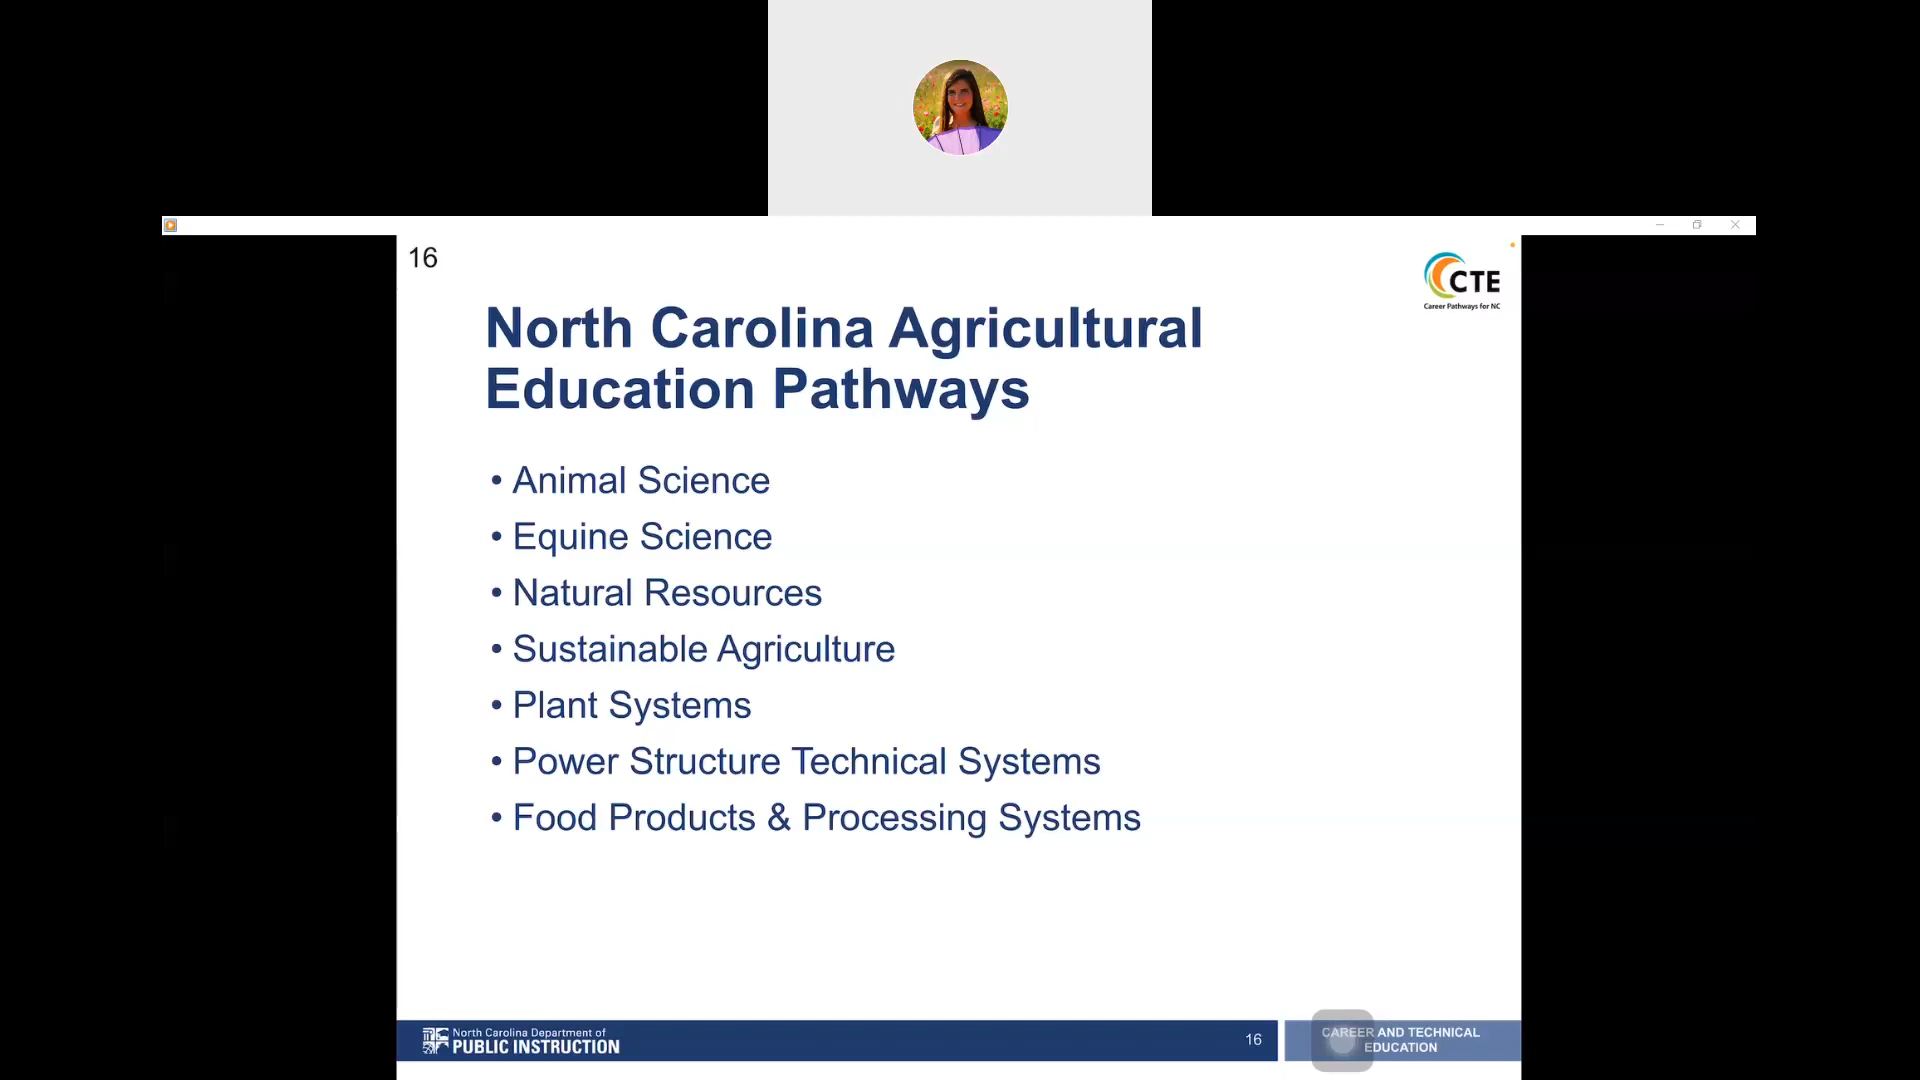 16
CTE
Career Pathways for NC
North Carolina Agricultural
Education Pathways
• Animal Science
• Equine Science
• Natural Resources
• Sustainable Agriculture
• Plant Systems
• Power Structure Technical Systems
• Food Products & Processing Systems
North Carolina Department of
PUBLIC INSTRUCTION
16
CAREER AND TECHNICAL
EDUCATION